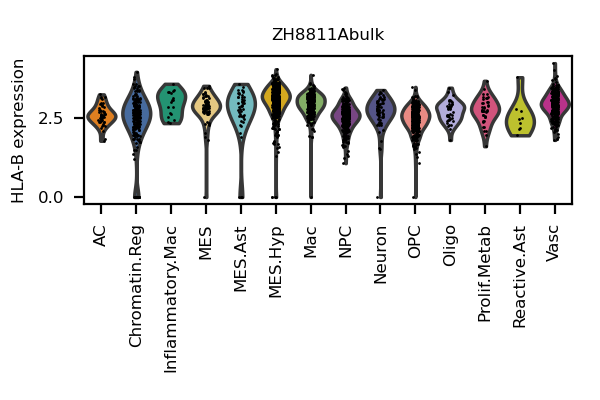 ZH8811Abulk
HLA-B expression
2.5
0.0
AC
Chromatin.Reg
Inflammatory.Mac
MES
MES.Ast
MES.Hyp
Mac
NPC
Neuron
OPC
Oligo
Prolif.Metab
Reactive.Ast
Vasc